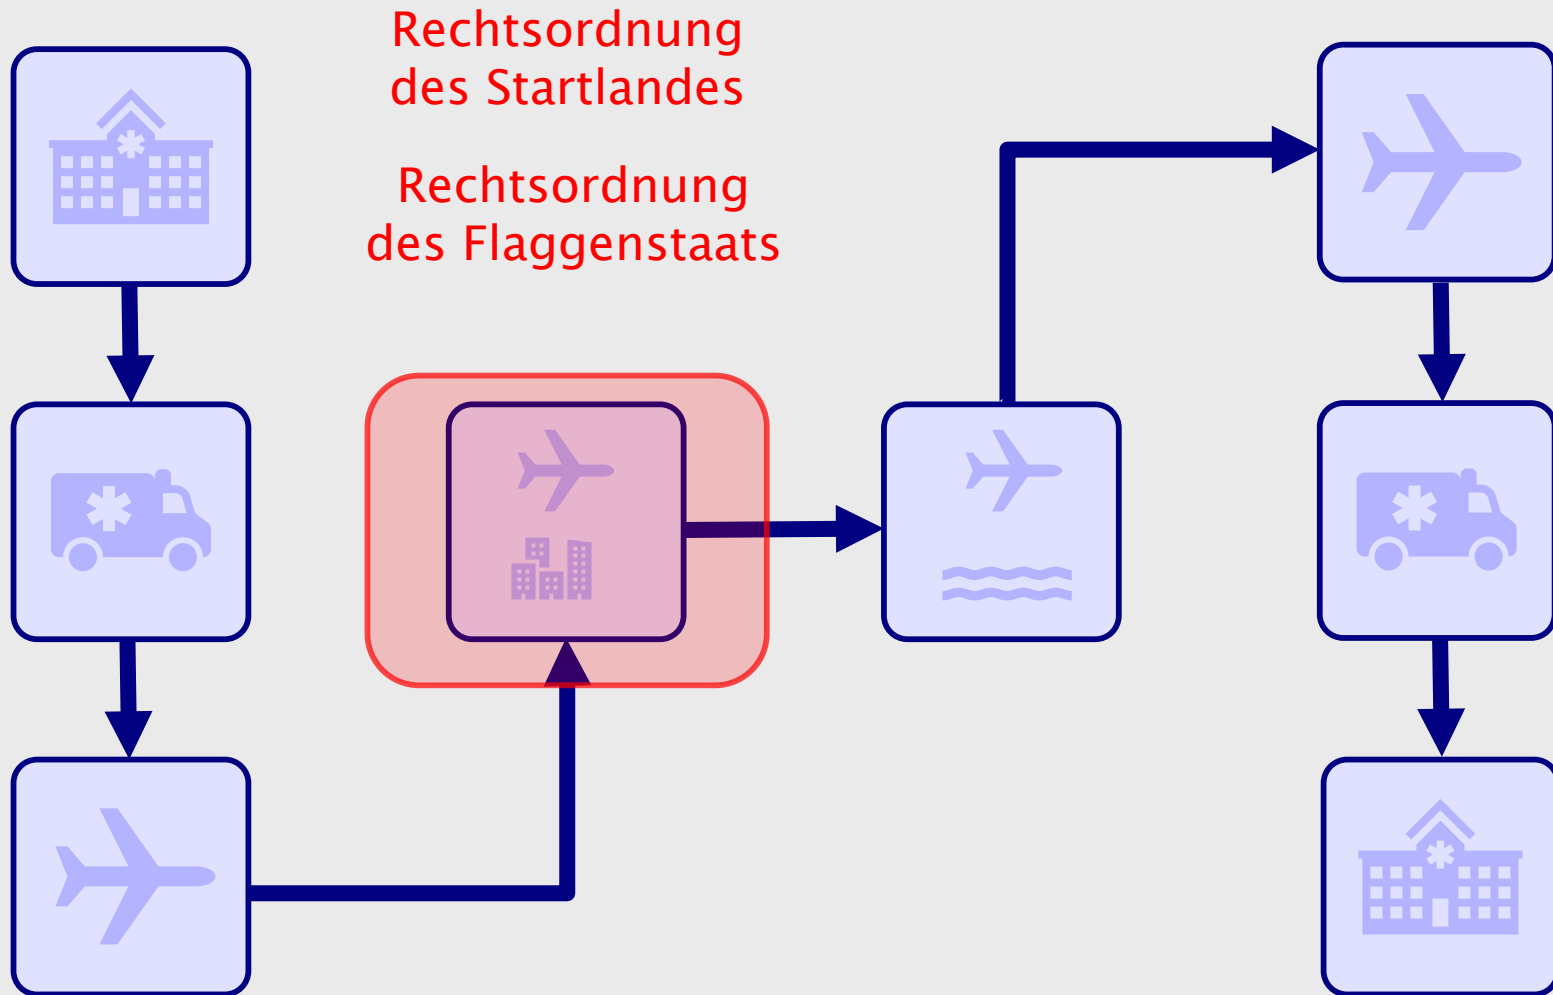 Rechtsordnung
des Startlandes
Rechtsordnung
des Flaggenstaats